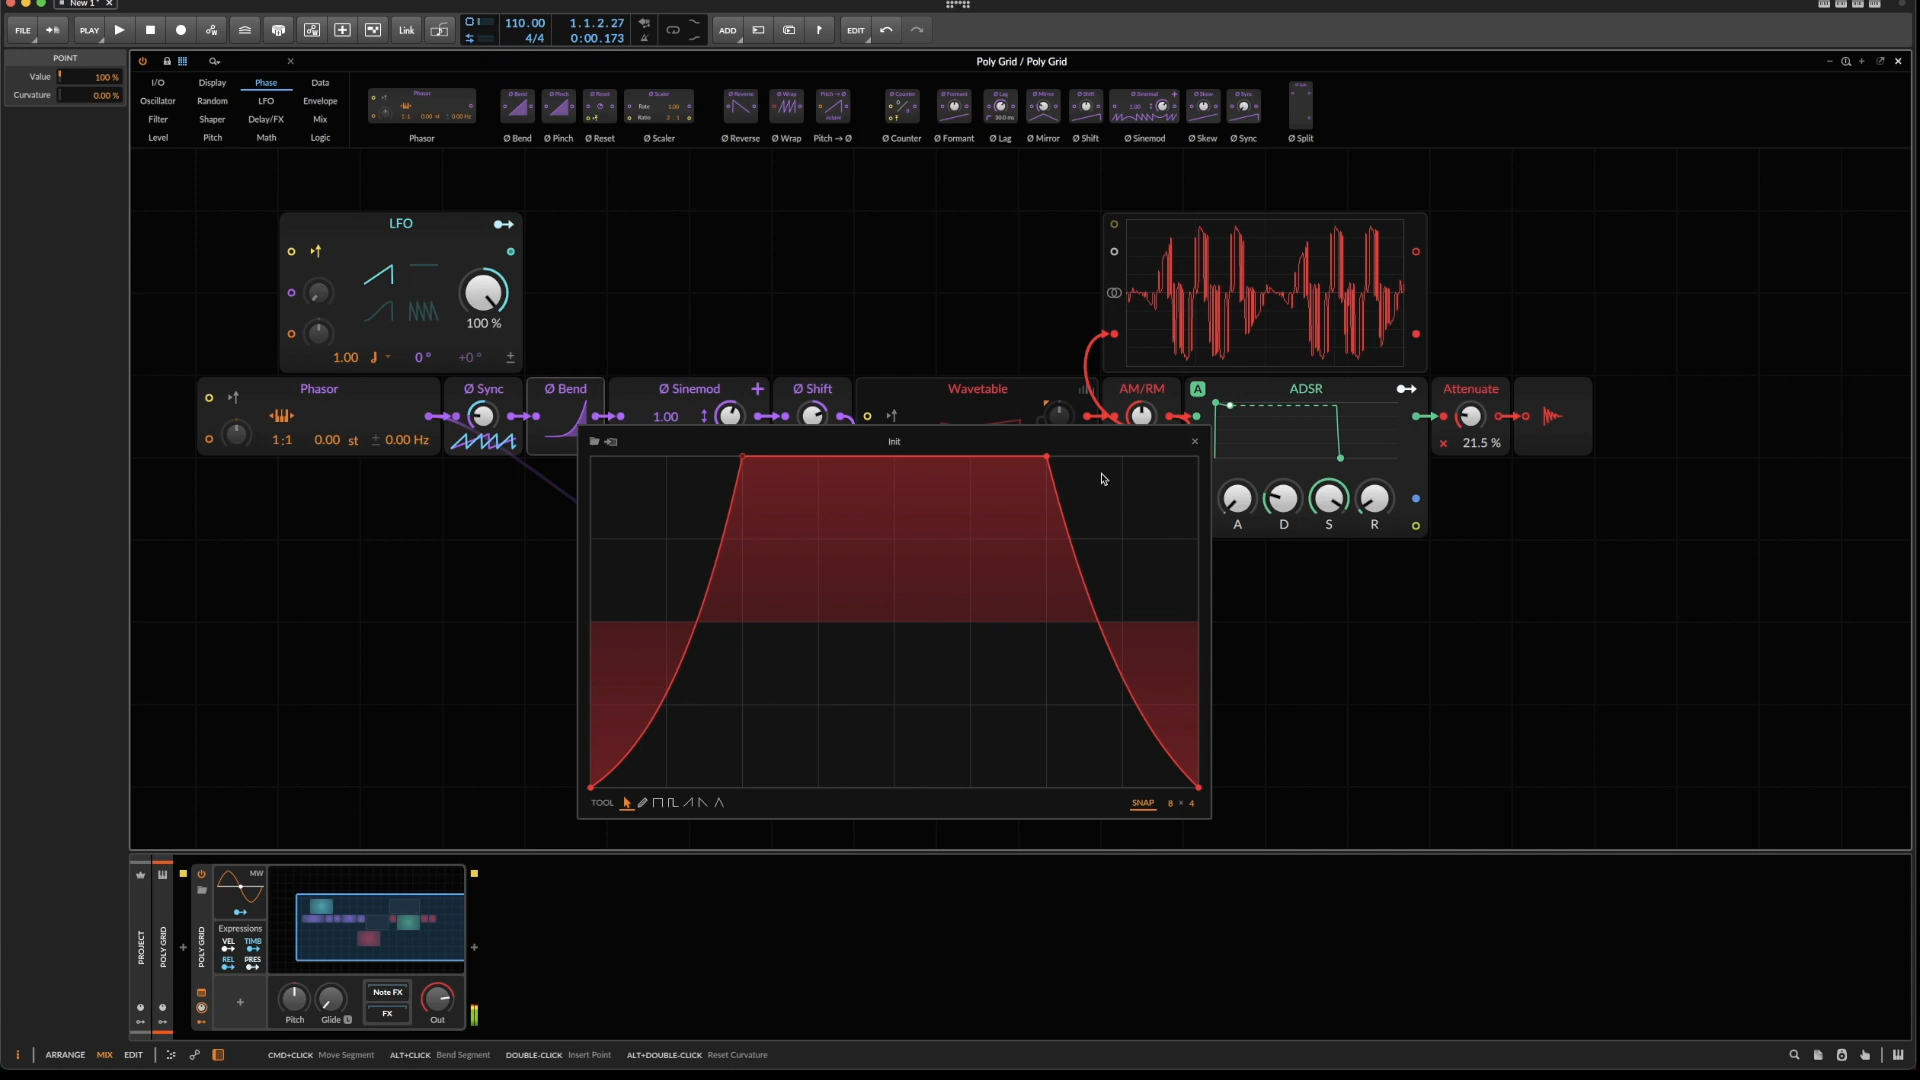 New 1 *
FILE
PLAY
Link
110.00
4/4
1.1.2.27
0:00.173
ADD
EDIT
POINT
Value 100 %
Curvature 0.00 %
Poly Grid / Poly Grid
I/O Display Phase Data
Oscillator Random LFO Envelope
Filter Shaper Delay/FX Mix
Level Pitch Math Logic
Phasor
Ø Bend
Ø Pinch
Ø Reset
Ø Scaler
Ø Reverse
Ø Wrap
Pitch → Ø
Ø Counter
Ø Formant
Ø Lag
Ø Mirror
Ø Shift
Ø Sinemod
Ø Skew
Ø Sync
Ø Split
LFO
100 %
1.00 0 ° +0 °
Phasor
1:1 0.00 st ± 0.00 Hz
Ø Sync
Ø Bend
Ø Sinemod
1.00
Ø Shift
Wavetable
AM/RM
A
ADSR
A D S R
Attenuate
21.5 %
Init
TOOL
SNAP 8 × 4
PROJECT
POLY GRID
POLY GRID
MW
Expressions
VEL TIMB
REL PRES
Pitch
Glide L
Note FX
FX
Out
ARRANGE MIX EDIT
CMD+CLICK Move Segment ALT+CLICK Bend Segment DOUBLE-CLICK Insert Point ALT+DOUBLE-CLICK Reset Curvature